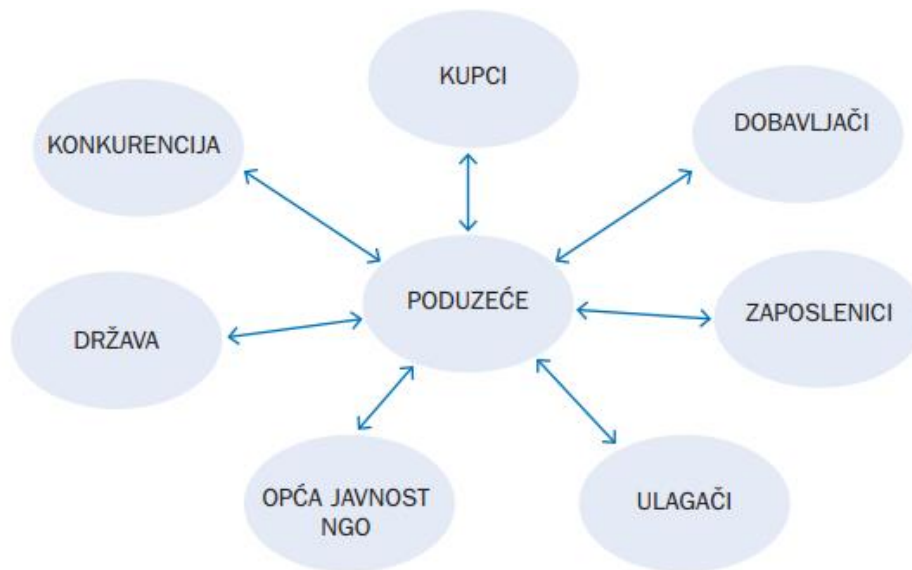 KUPCI
KONKURENCIJA
DOBAVLJAČI
PODUZEĆE
ZAPOSLENICI
DRŽAVA
OPĆA JAVNOST
NGO
ULAGAČI